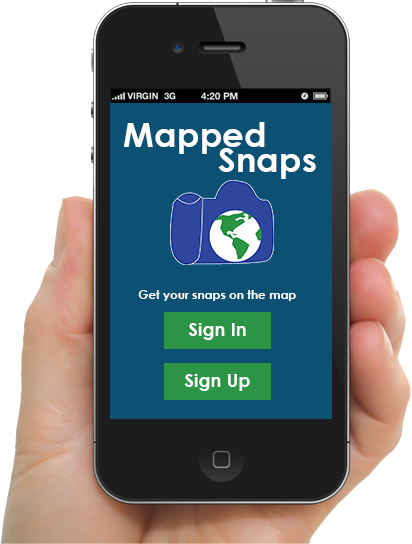 VIRGIN 3G 4:20 PM
Mapped
Snaps
Get your snaps on the map
Sign In
Sign Up